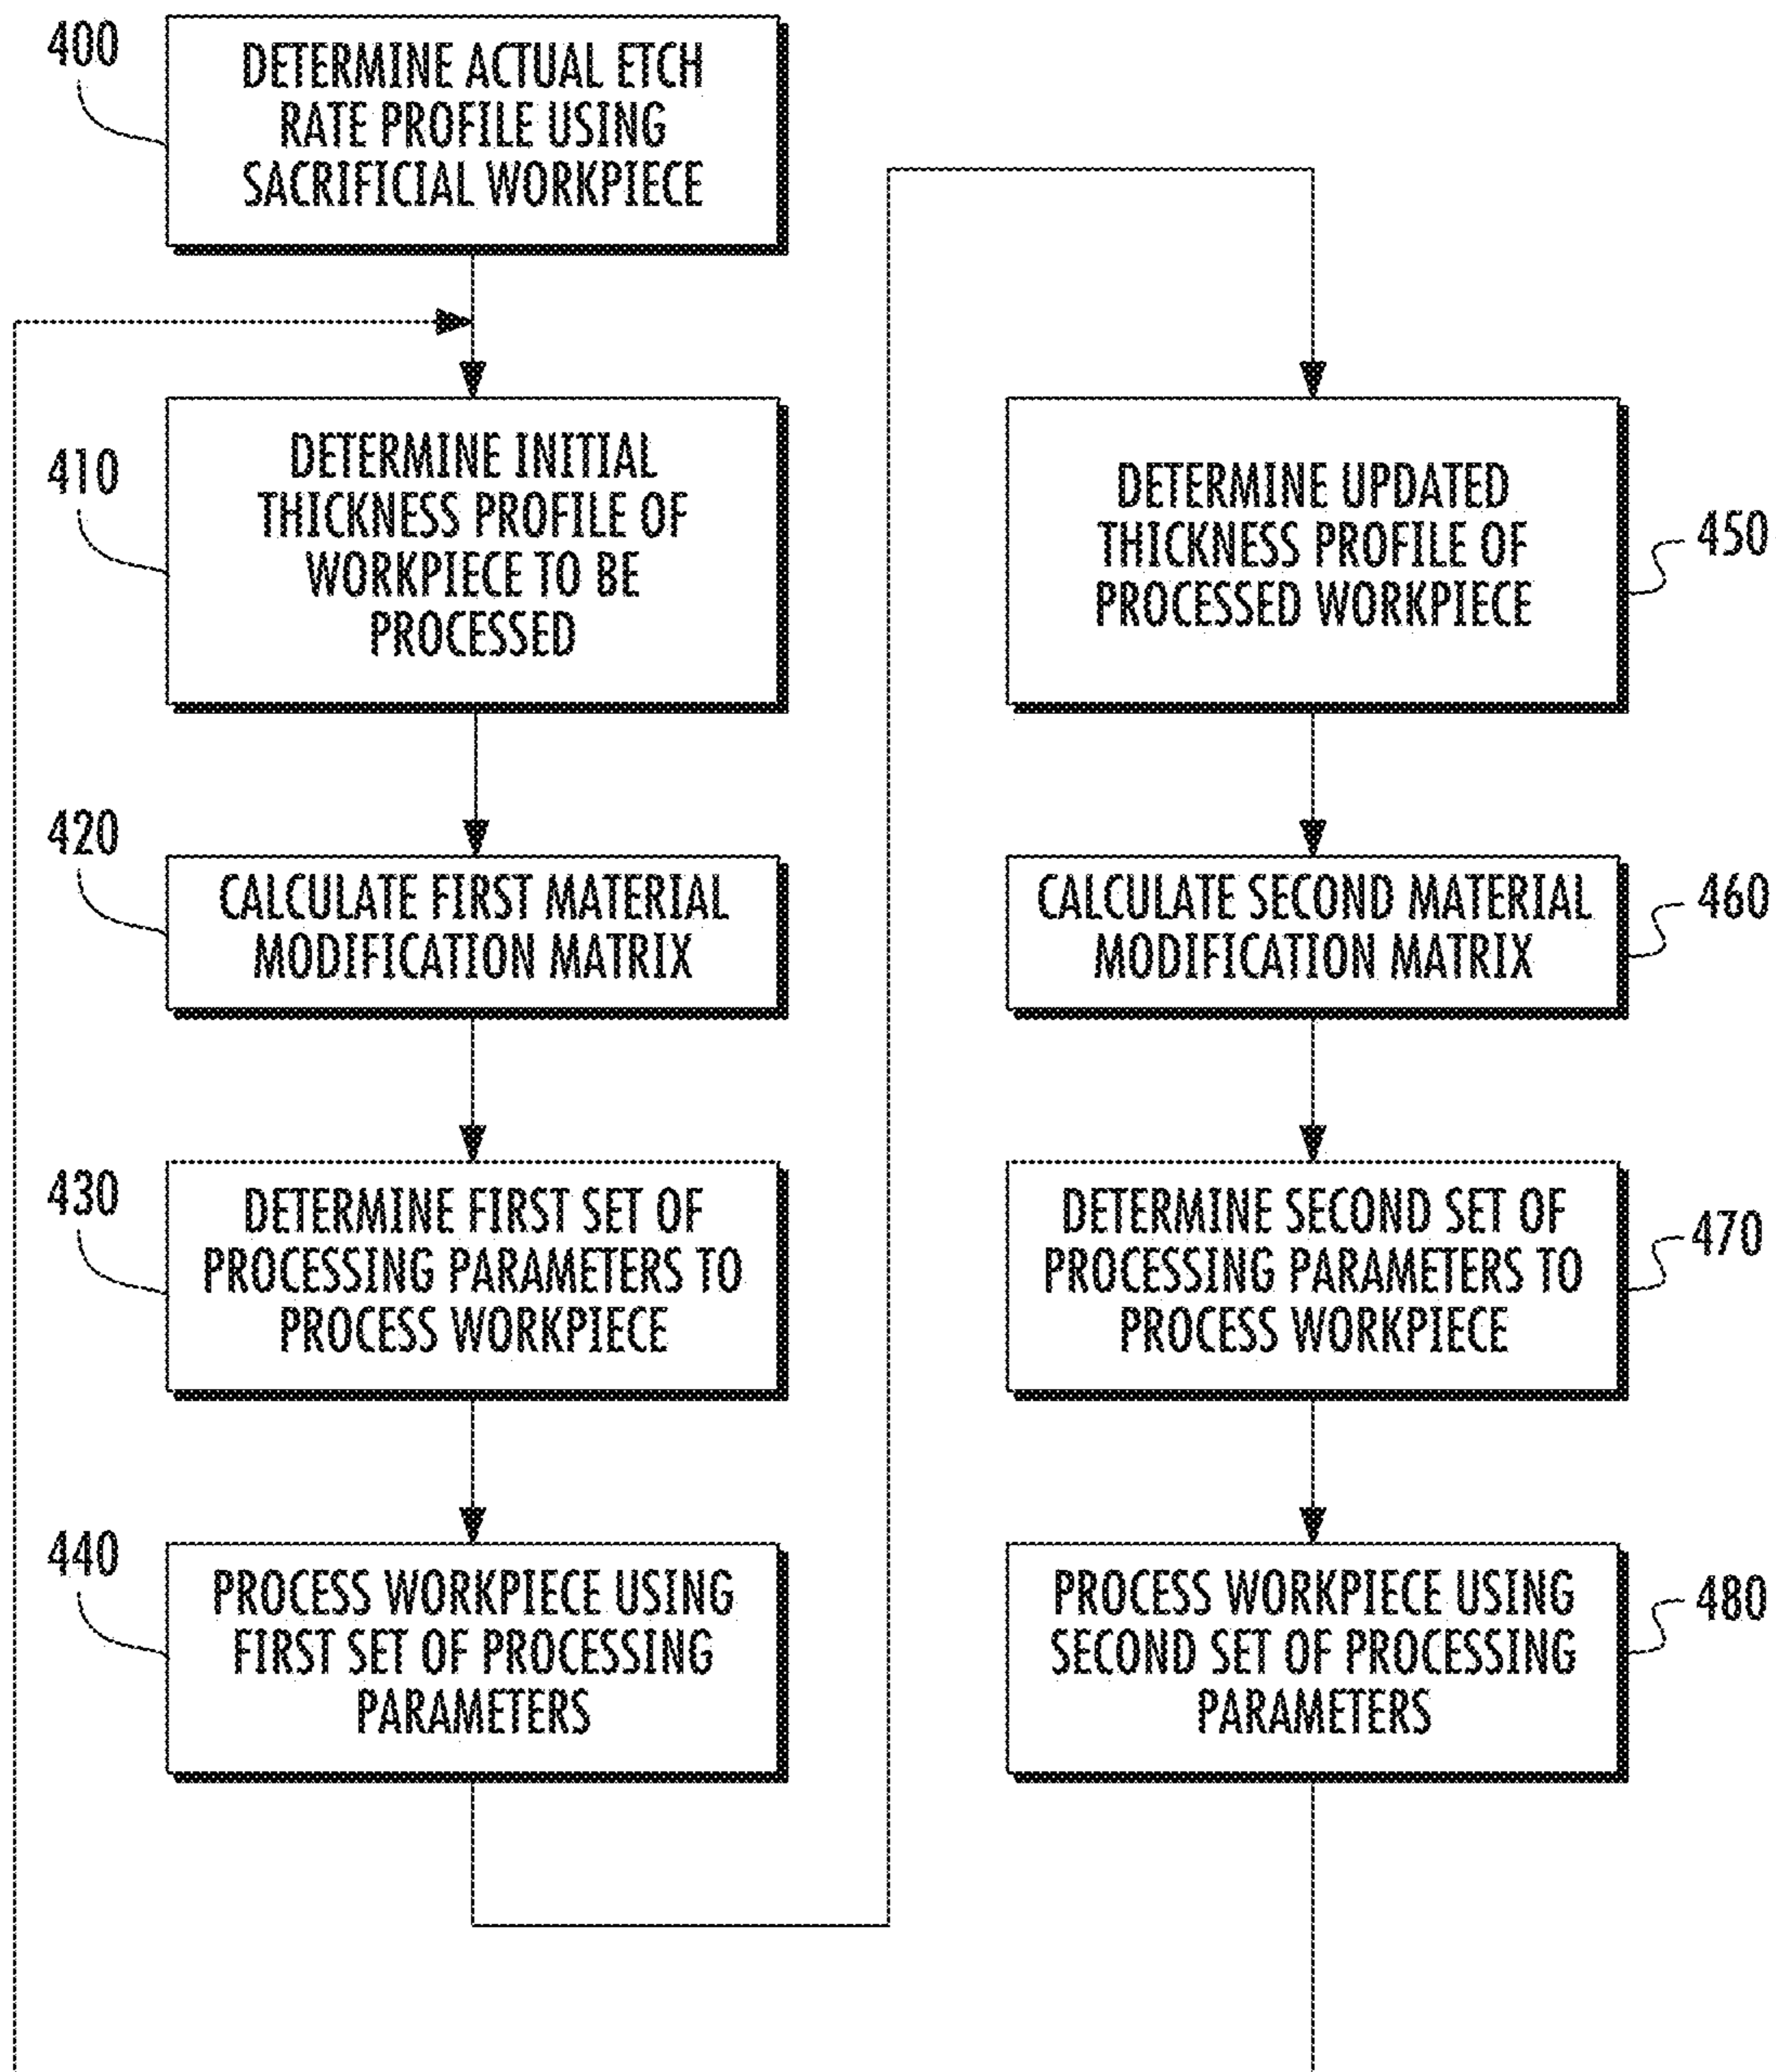 400
DETERMINE ACTUAL ETCH
RATE PROFILE USING
SACRIFICIAL WORKPIECE
410
DETERMINE INITIAL
THICKNESS PROFILE OF
WORKPIECE TO BE
PROCESSED
420
CALCULATE FIRST MATERIAL
MODIFICATION MATRIX
430
DETERMINE FIRST SET OF
PROCESSING PARAMETERS TO
PROCESS WORKPIECE
440
PROCESS WORKPIECE USING
FIRST SET OF PROCESSING
PARAMETERS
DETERMINE UPDATED
THICKNESS PROFILE OF
PROCESSED WORKPIECE
450
CALCULATE SECOND MATERIAL
MODIFICATION MATRIX
460
DETERMINE SECOND SET OF
PROCESSING PARAMETERS TO
PROCESS WORKPIECE
470
PROCESS WORKPIECE USING
SECOND SET OF PROCESSING
PARAMETERS
480